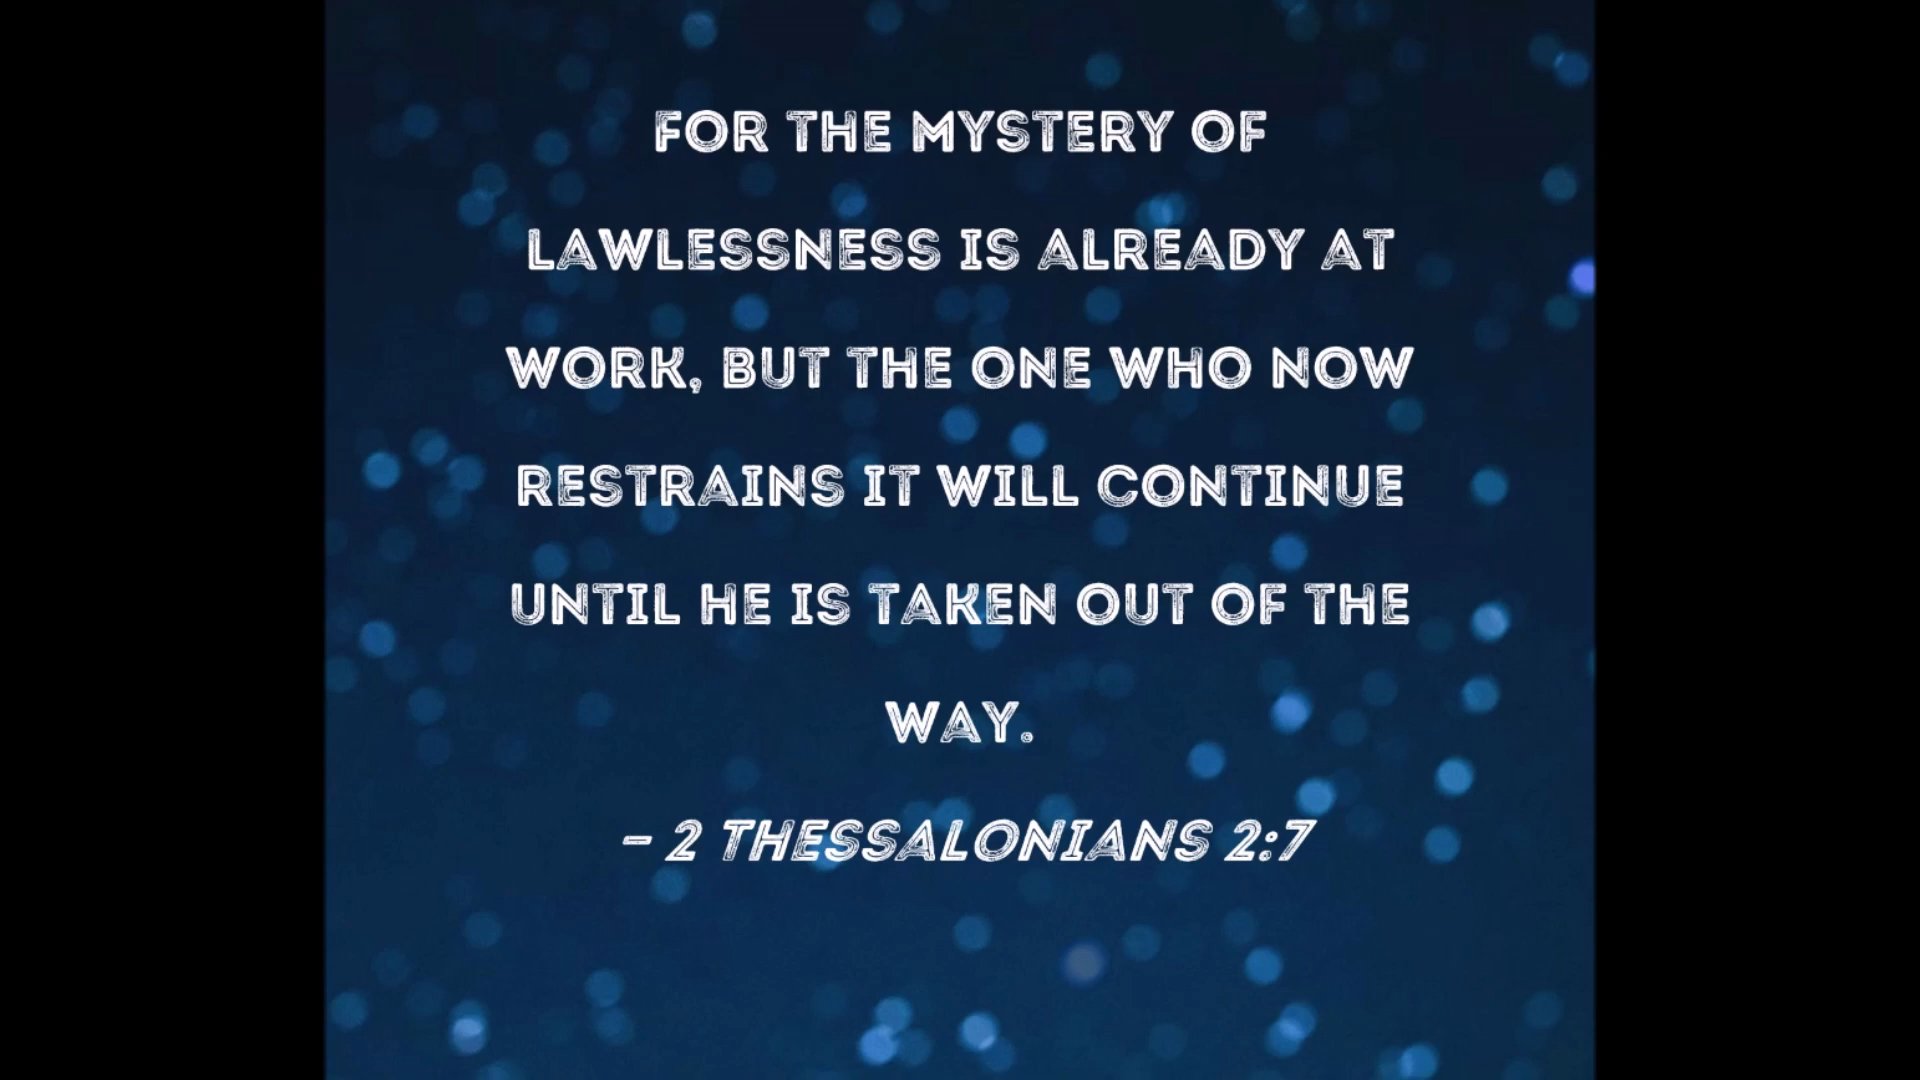 FOR THE MYSTERY OF
LAWLESSNESS IS ALREADY AT
WORK, BUT THE ONE WHO NOW
RESTRAINS IT WILL CONTINUE
UNTIL HE IS TAKEN OUT OF THE
WAY.
- 2 THESSALONIANS 2:7